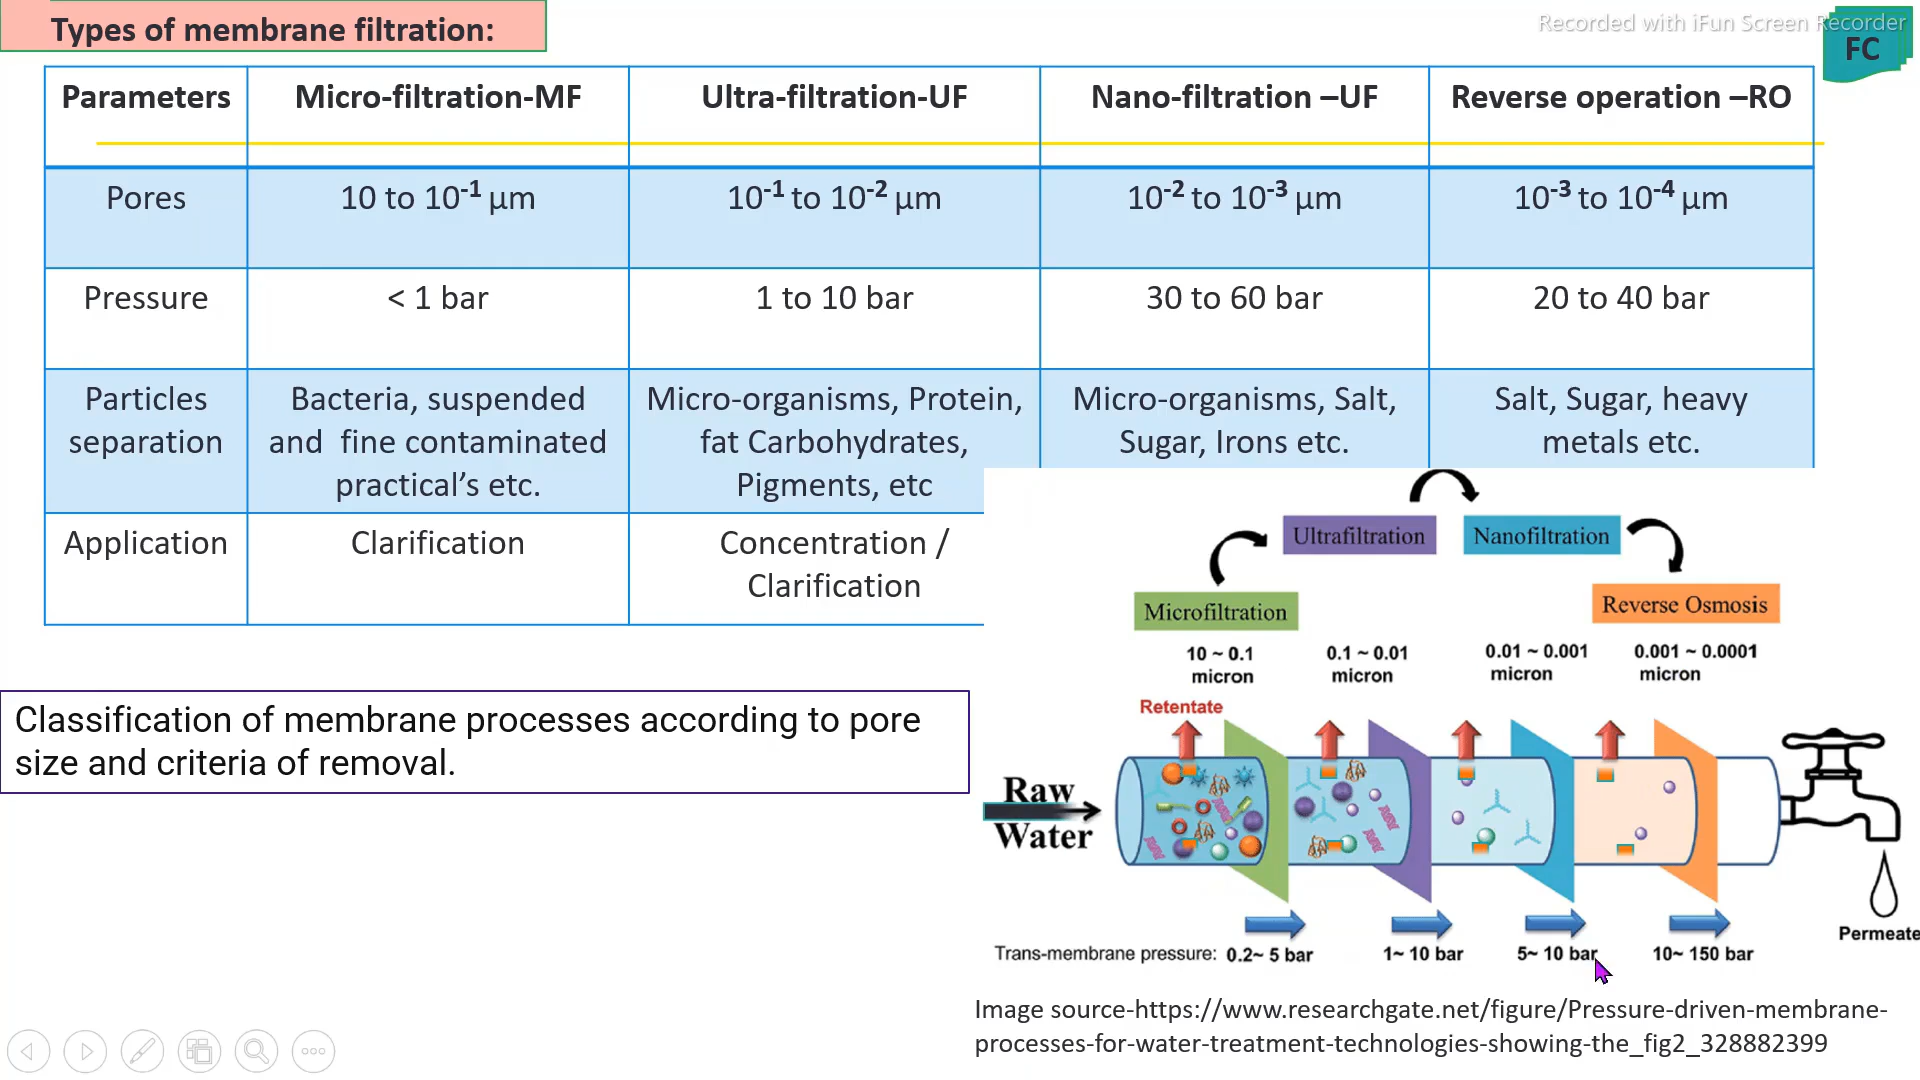 Types of membrane filtration:
Recorded with iFun Screen Recorder
FC
Parameters Micro-filtration-MF Ultra-filtration-UF Nano-filtration –UF Reverse operation –RO
Pores 10 to 10-1 µm 10-1 to 10-2 µm 10-2 to 10-3 µm 10-3 to 10-4 µm
Pressure < 1 bar 1 to 10 bar 30 to 60 bar 20 to 40 bar
Particles Bacteria, suspended Micro-organisms, Protein, Micro-organisms, Salt, Salt, Sugar, heavy
separation and fine contaminated fat Carbohydrates, Sugar, Irons etc. metals etc.
practical’s etc. Pigments, etc
Application Clarification Concentration /
Clarification
Ultrafiltration Nanofiltration
Microfiltration Reverse Osmosis
10 ~ 0.1 0.1 ~ 0.01 0.01 ~ 0.001 0.001 ~ 0.0001
micron micron micron micron
Retentate
Classification of membrane processes according to pore
size and criteria of removal.
Raw
Water
Permeate
Trans-membrane pressure: 0.2~ 5 bar 1~ 10 bar 5~ 10 bar 10~ 150 bar
Image source-https://www.researchgate.net/figure/Pressure-driven-membrane-
processes-for-water-treatment-technologies-showing-the_fig2_328882399